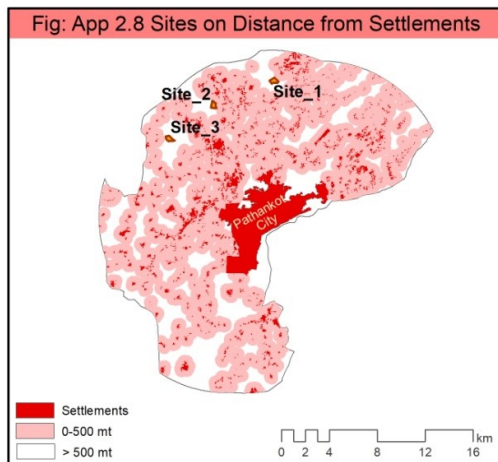 Fig: App 2.8 Sites on Distance from Settlements
Site_1
Site_2
Site_3
Pathankot
City
Settlements
0-500 mt
> 500 mt
km
0 2 4 8 12 16